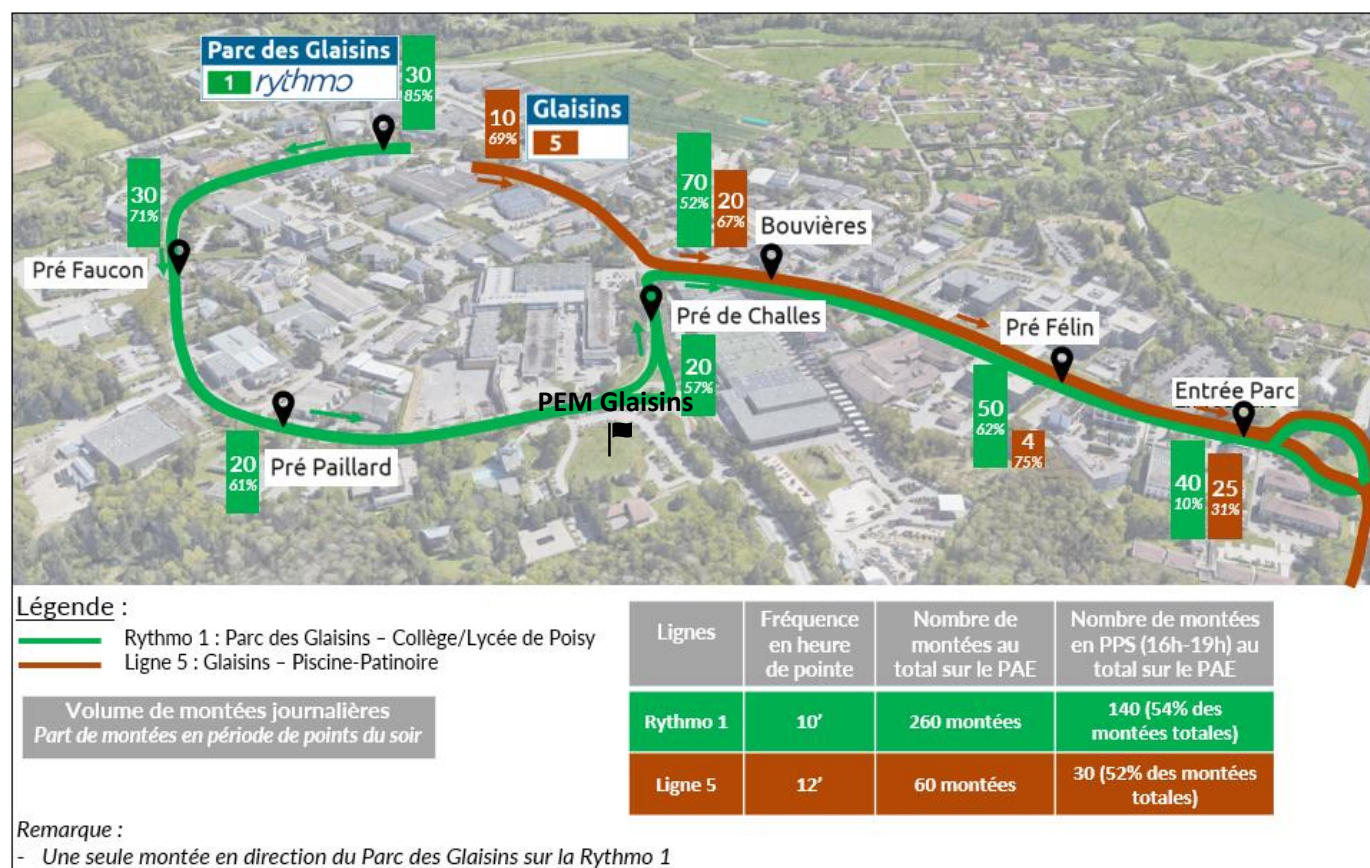 Parc des Glaisins
1 rythmo
30
85%
10
69%
Glaisins
5
30
71%
70
52%
20
67%
Bouvières
Pré Faucon
Pré de Challes
Pré Félin
20
57%
PEM Glaisins
Entrée Parc
50
62%
4
75%
20
61%
Pré Paillard
40
10%
25
31%
Légende :
Rythmo 1 : Parc des Glaisins – Collège/Lycée de Poisy
Ligne 5 : Glaisins – Piscine-Patinoire
Volume de montées journalières
Part de montées en période de points du soir
Lignes
Fréquence
en heure
de pointe
Nombre de
montées au
total sur le PAE
Nombre de montées
en PPS (16h-19h) au
total sur le PAE
Rythmo 1
10’
260 montées
140 (54% des
montées totales)
Ligne 5
12’
60 montées
30 (52% des montées
totales)
Remarque :
- Une seule montée en direction du Parc des Glaisins sur la Rythmo 1